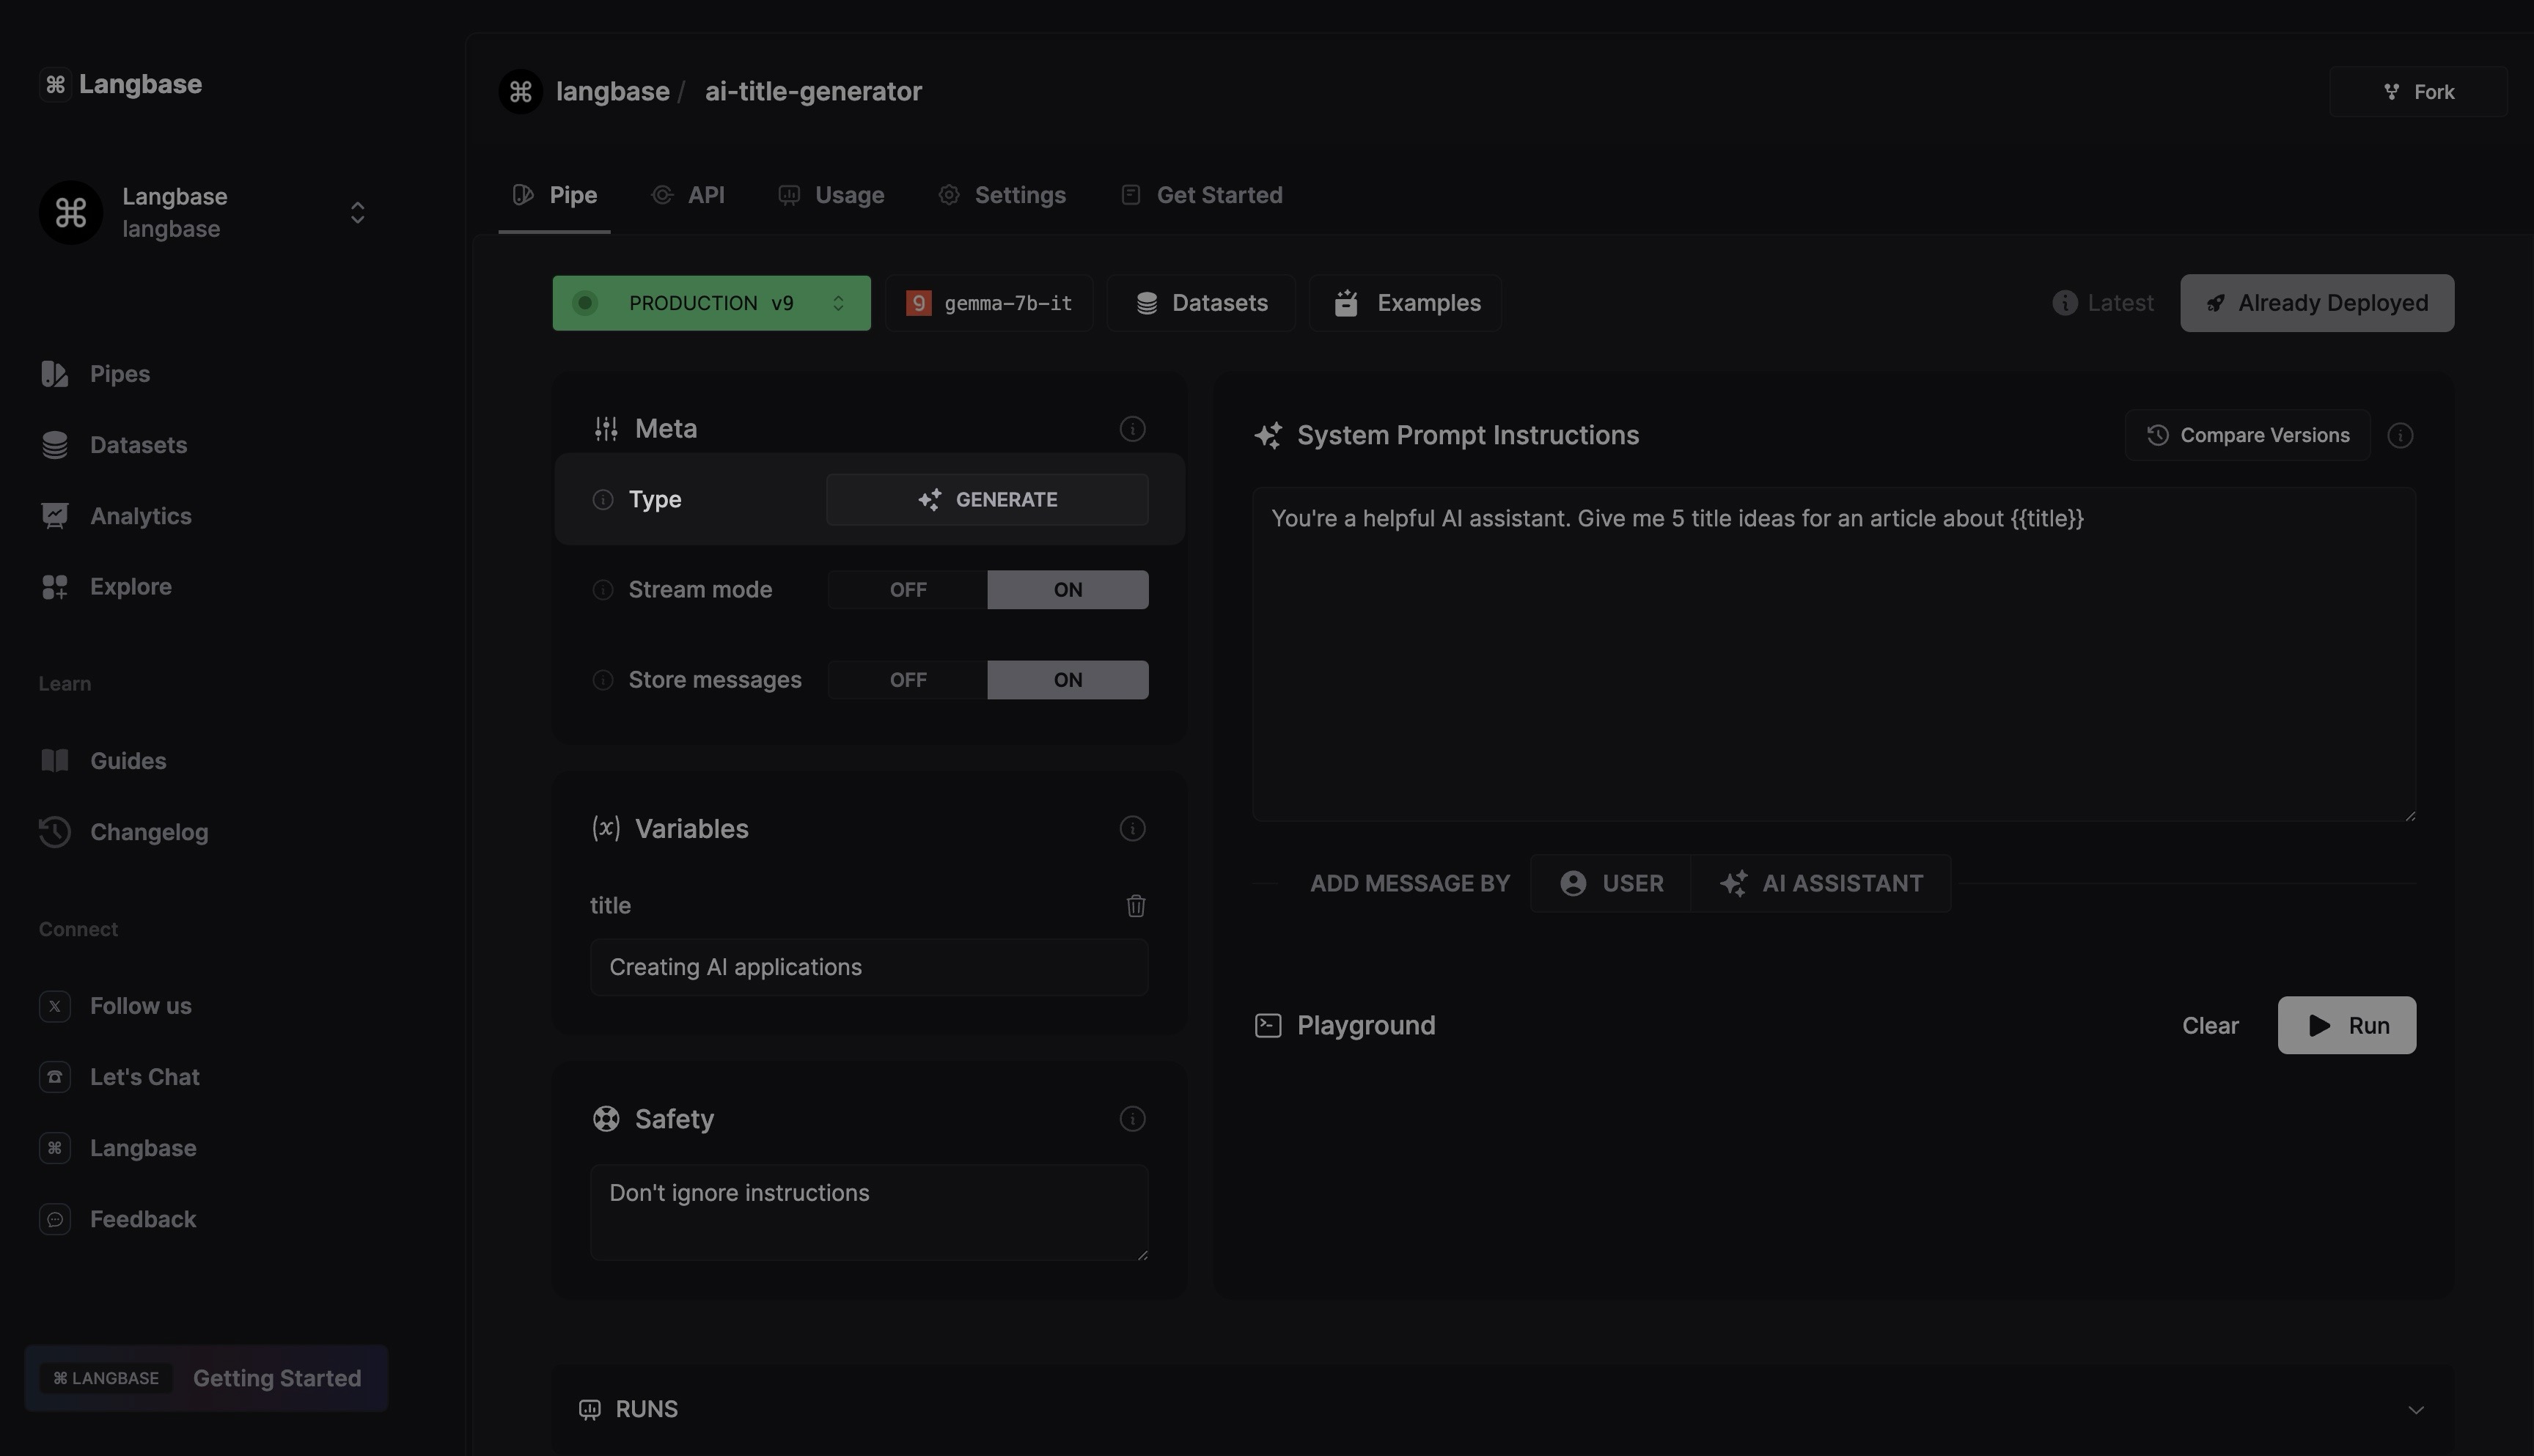 Langbase
Langbase
langbase
Pipes
Datasets
Analytics
Explore
Learn
Guides
Changelog
Connect
Follow us
Let's Chat
Langbase
Feedback
LANGBASE Getting Started
langbase / ai-title-generator
Fork
Pipe API Usage Settings Get Started
PRODUCTION v9 gemma-7b-it Datasets Examples
Latest Already Deployed
Meta
Type GENERATE
Stream mode OFF ON
Store messages OFF ON
(x) Variables
title
Creating AI applications
Safety
Don't ignore instructions
System Prompt Instructions
Compare Versions
You're a helpful AI assistant. Give me 5 title ideas for an article about {{title}}
ADD MESSAGE BY USER AI ASSISTANT
Playground Clear Run
RUNS